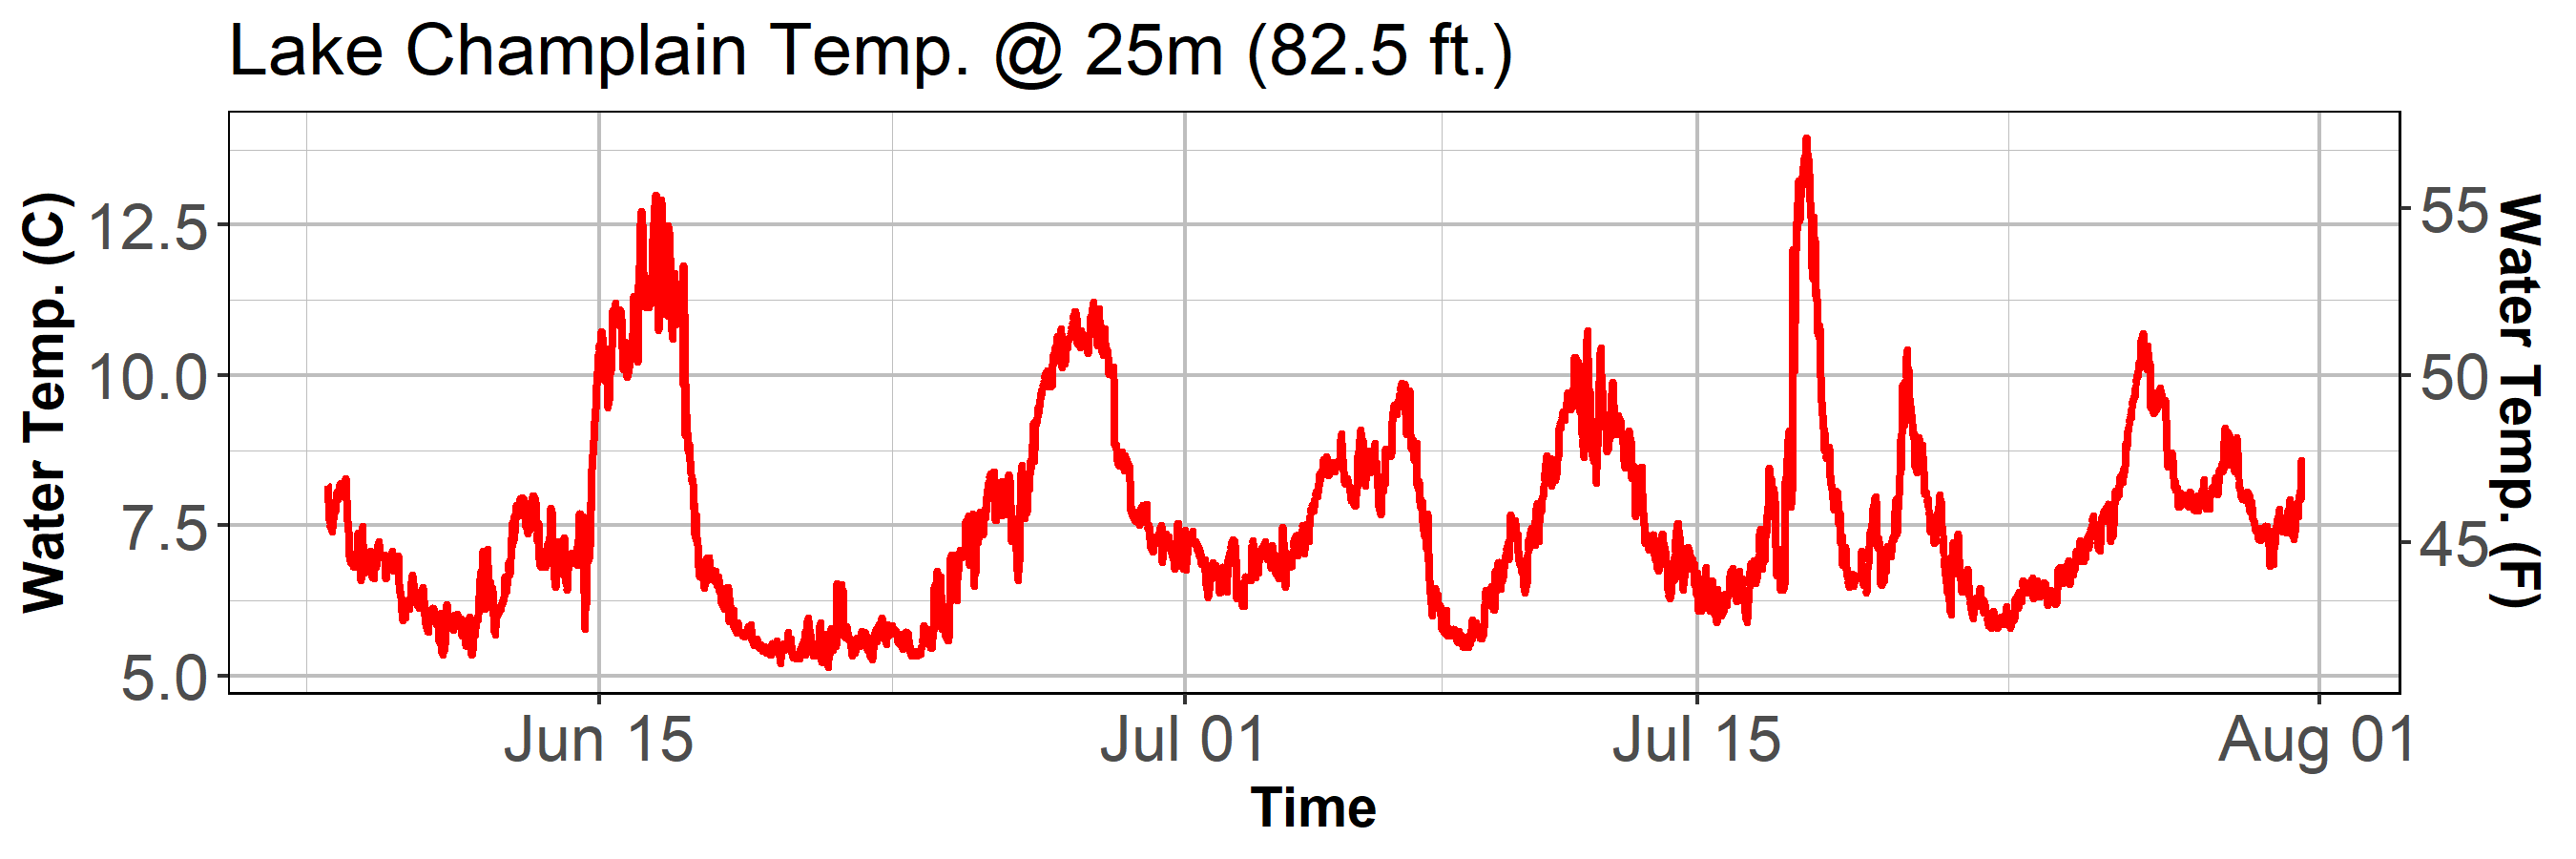 Lake Champlain Temp. @ 25m (82.5 ft.)
Water Temp. (C)
12.5
10.0
7.5
5.0
55
50
45
Water Temp. (F)
Jun 15
Jul 01
Jul 15
Aug 01
Time